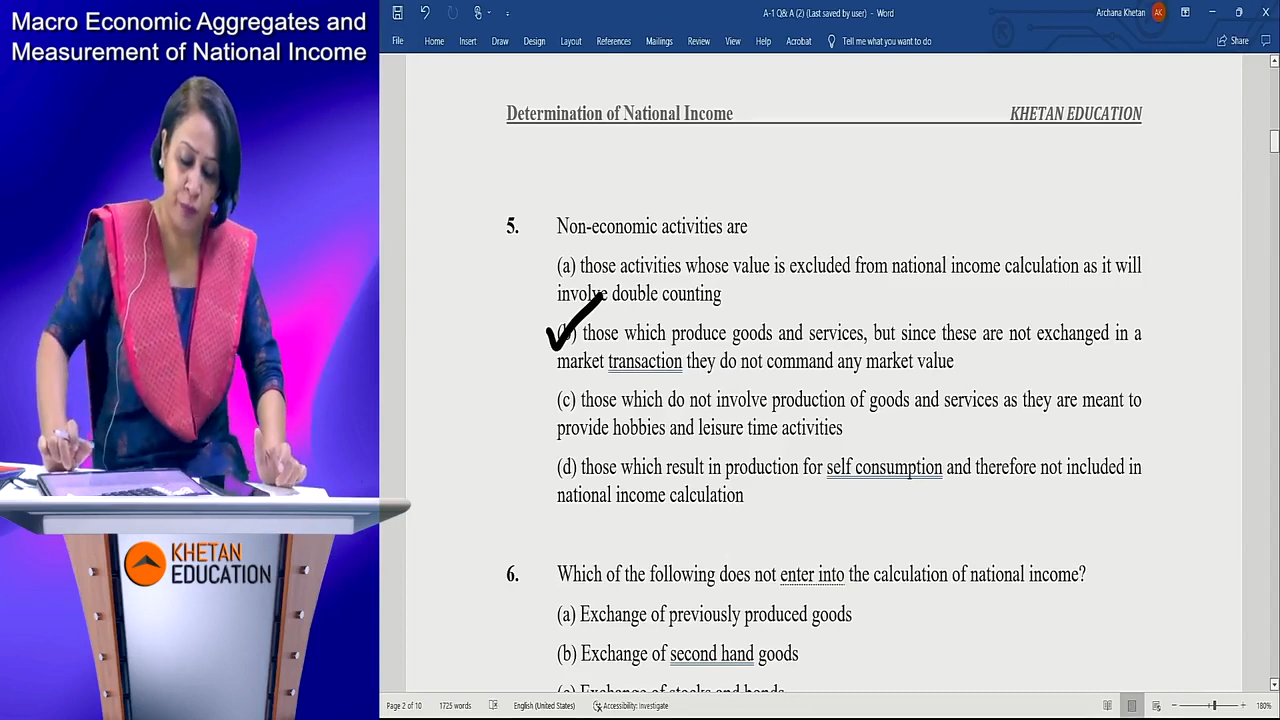 Macro Economic Aggregates and
Measurement of National Income
A-1 Q& A (2) (Last saved by user) - Word
Archana Khetan AK
File Home Insert Draw Design Layout References Mailings Review View Help Acrobat Tell me what you want to do Share
Determination of National Income KHETAN EDUCATION
5. Non-economic activities are
(a) those activities whose value is excluded from national income calculation as it will
involve double counting
(b) those which produce goods and services, but since these are not exchanged in a
market transaction they do not command any market value
(c) those which do not involve production of goods and services as they are meant to
provide hobbies and leisure time activities
(d) those which result in production for self consumption and therefore not included in
national income calculation
6. Which of the following does not enter into the calculation of national income?
(a) Exchange of previously produced goods
(b) Exchange of second hand goods
(c) Exchange of stocks and bonds
KHETAN
EDUCATION
Page 2 of 10 1725 words English (United States) Accessibility: Investigate 180%